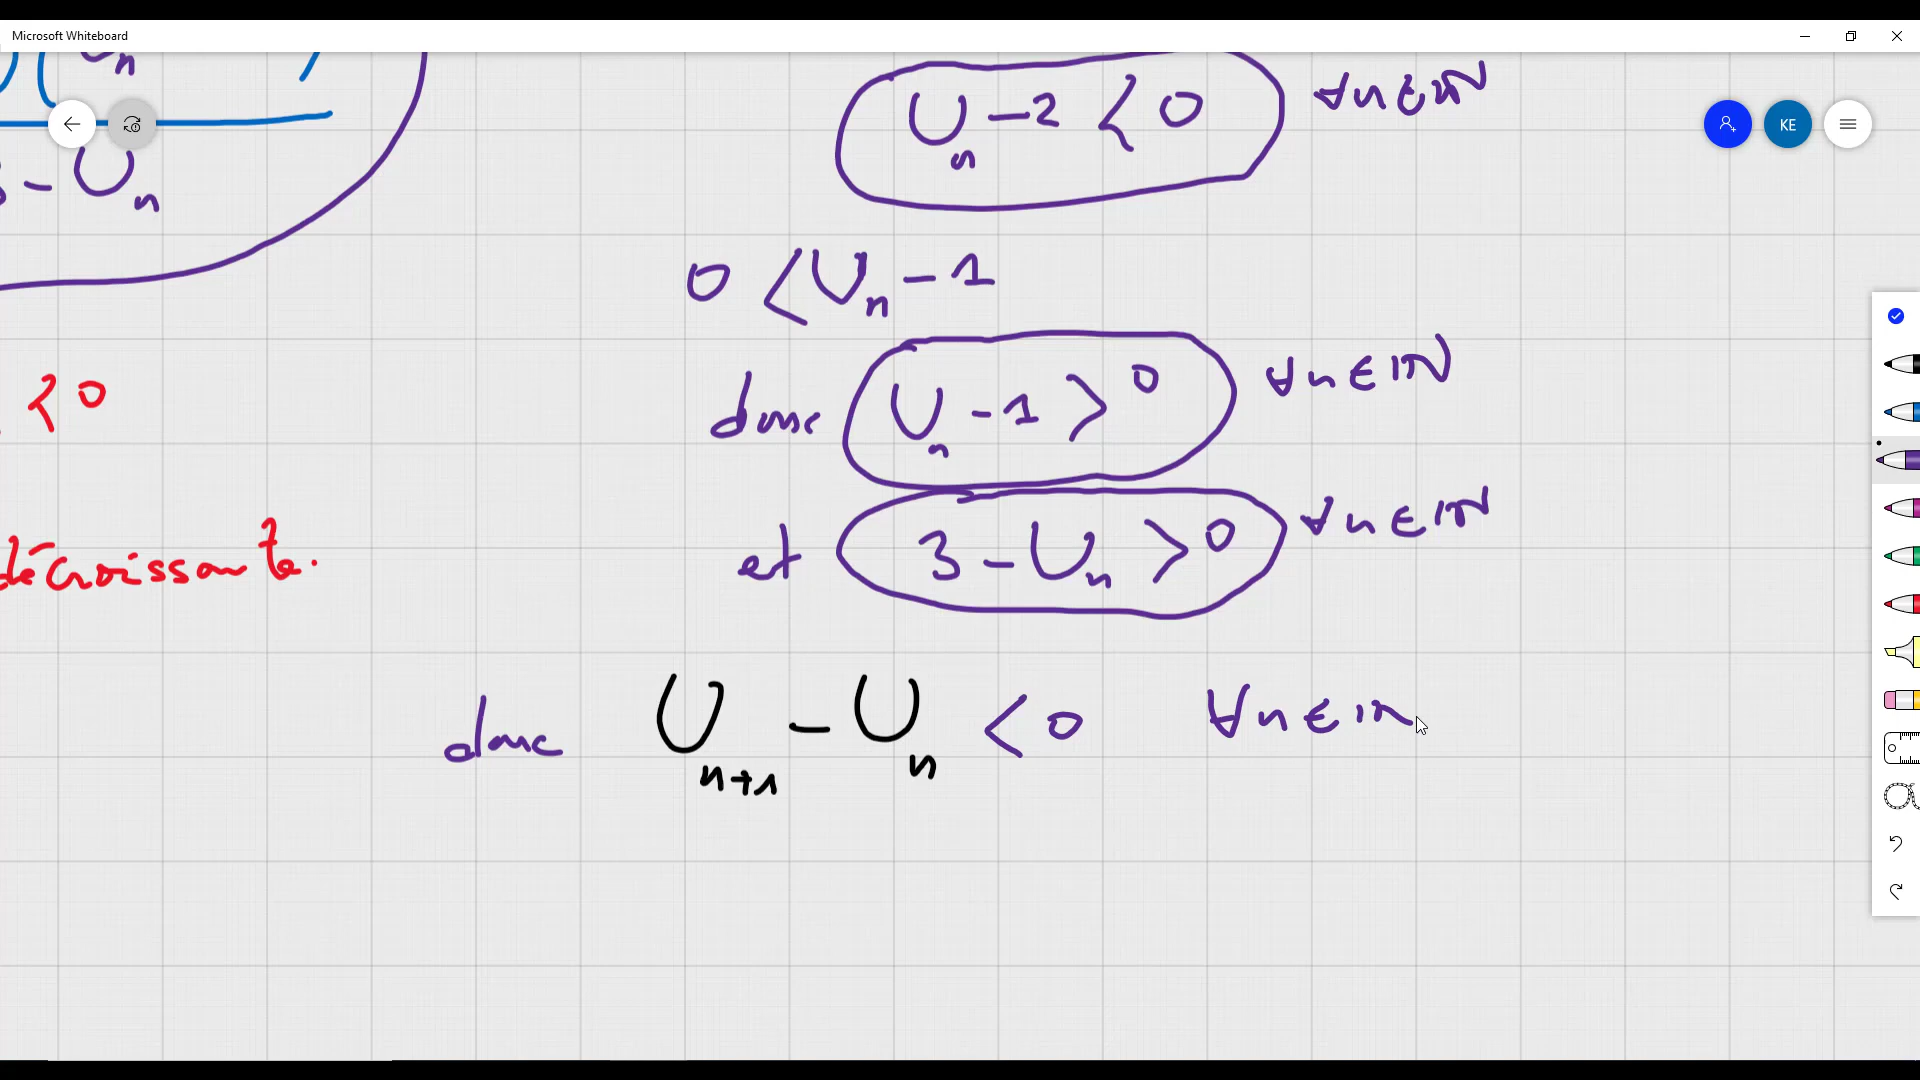 Microsoft Whiteboard
Un
Un - 2 < 0 ∀n∈ℕ
KE
- Un
0 < Un - 1
donc Un - 1 > 0 ∀n∈ℕ
< 0
et 3 - Un > 0 ∀n∈ℕ
décroissante.
donc Un+1 - Un < 0 ∀n∈ℕ